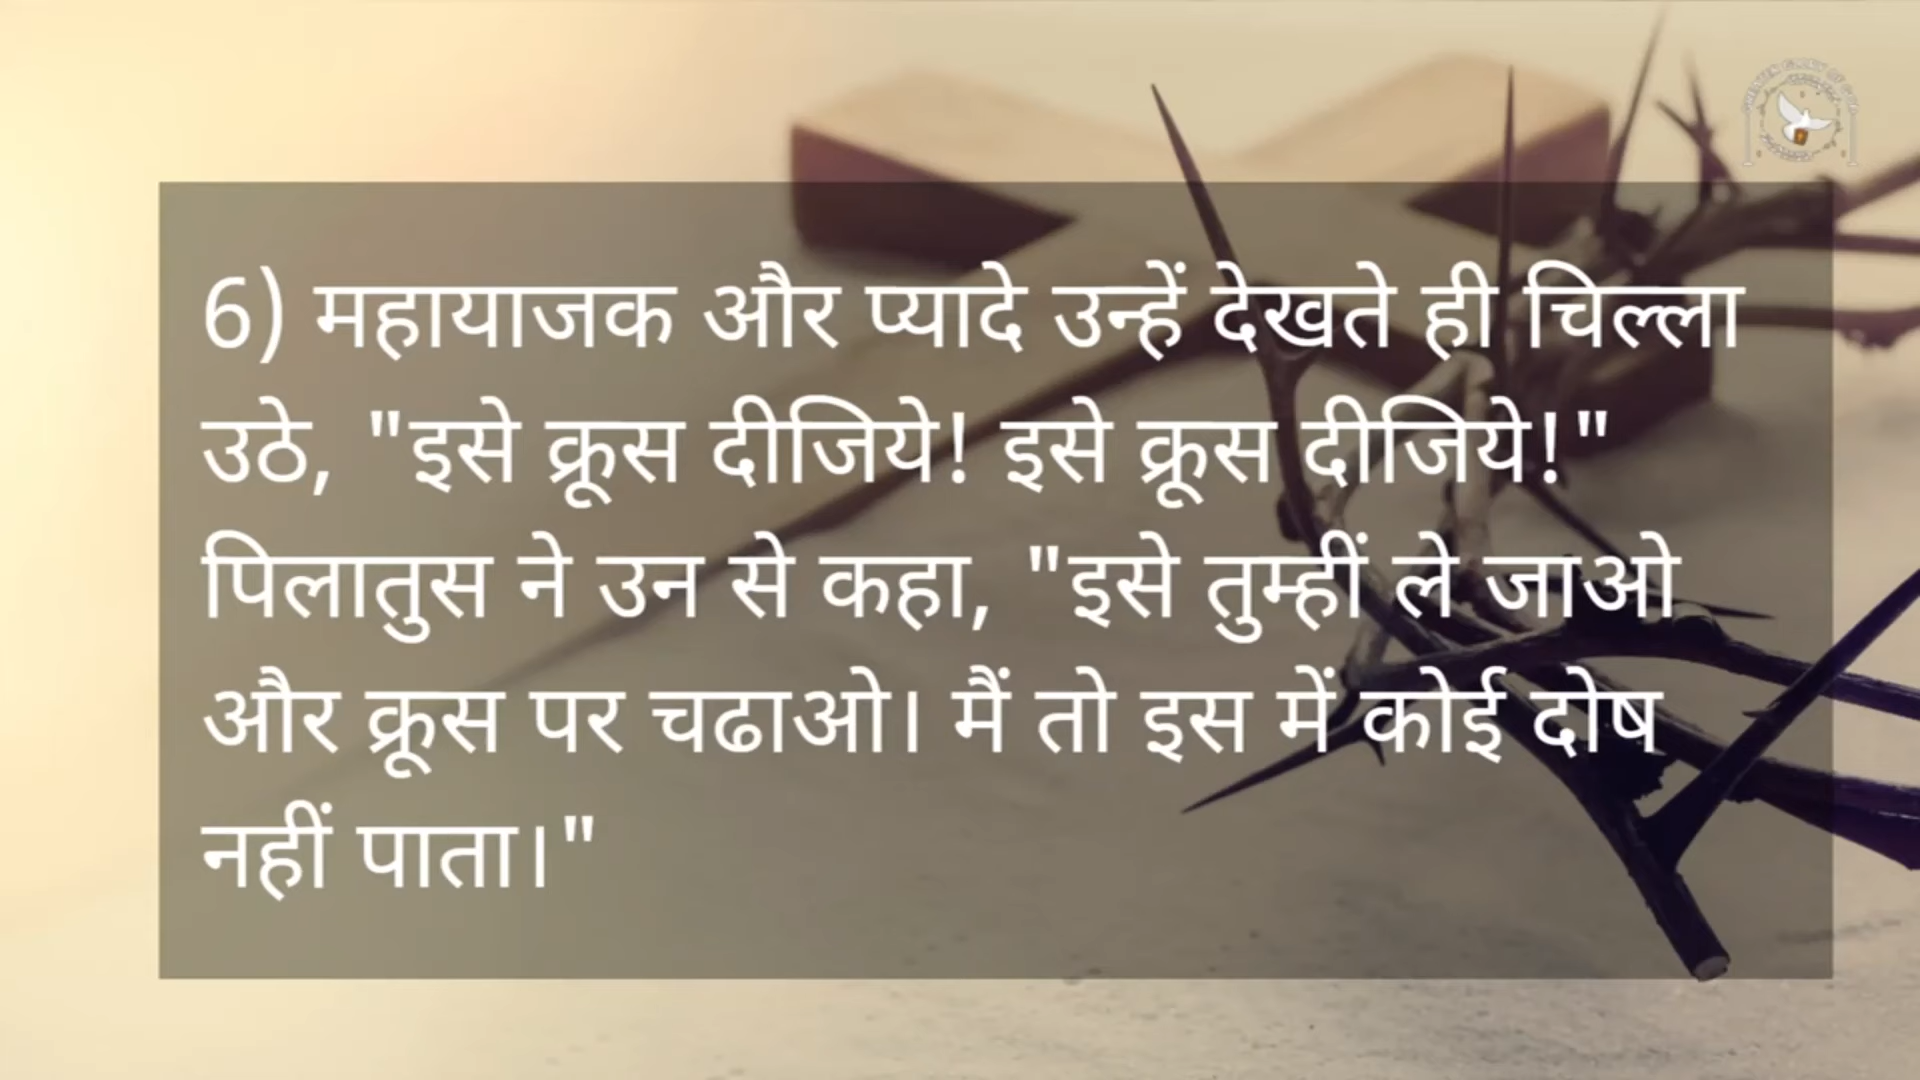 6) महायाजक और प्यादे उन्हें देखते ही चिल्ला
उठे, "इसे क्रूस दीजिये! इसे क्रूस दीजिये!"
पिलातुस ने उन से कहा, "इसे तुम्हीं ले जाओ
और क्रूस पर चढाओ। मैं तो इस में कोई दोष
नहीं पाता।"